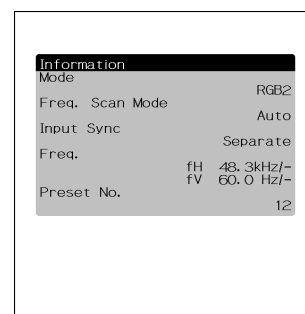 Information
Mode
RGB2
Freq. Scan Mode
Auto
Input Sync
Separate
Freq.
fH 48.3kHz/-
fV 60.0 Hz/-
Preset No.
12